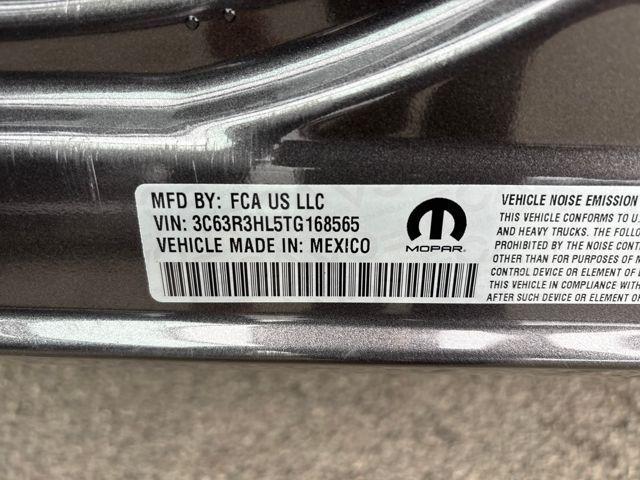 MFD BY: FCA US LLC
VIN: 3C63R3HL5TG168565
VEHICLE MADE IN: MEXICO
MOPAR
VEHICLE NOISE EMISSION
THIS VEHICLE CONFORMS TO U.
AND HEAVY TRUCKS. THE FOLLO
PROHIBITED BY THE NOISE CONT
OTHER THAN FOR PURPOSES OF M
CONTROL DEVICE OR ELEMENT OF
THIS VEHICLE IN COMPLIANCE WITH
AFTER SUCH DEVICE OR ELEMENT OF